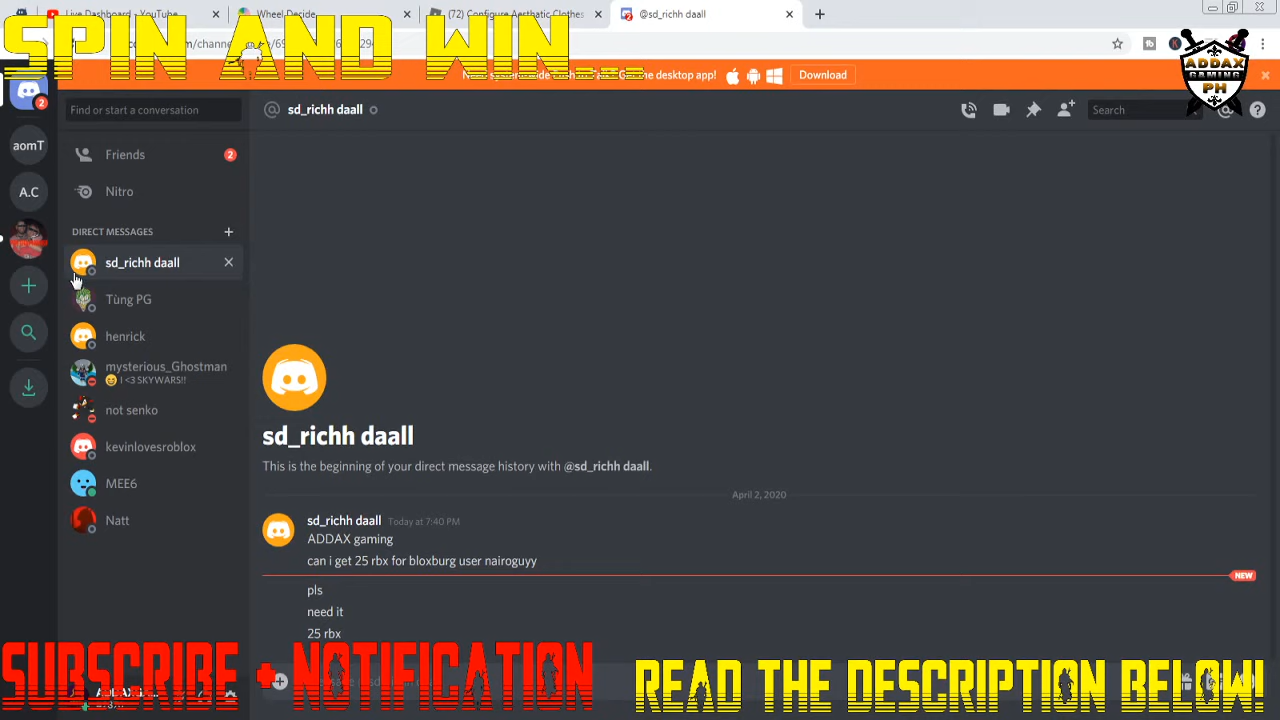 Live Dashboard - YouTube
Wheel Decide
(72) Configure Aesthatic Clothes
@sd_richh daall
SPIN AND WIN...
ADDAX
GAMING
PH
desktop app!
Download
2
Find or start a conversation
sd_richh daall
Search
aomT
Friends
2
A.C
Nitro
DIRECT MESSAGES
sd_richh daall
Tùng PG
henrick
mysterious_Ghostman
I <3 SKYWARS!!
not senko
kevinlovesroblox
MEE6
Natt
sd_richh daall
This is the beginning of your direct message history with @sd_richh daall.
April 2, 2020
sd_richh daall Today at 7:40 PM
ADDAX gaming
can i get 25 rbx for bloxburg user nairoguyy
NEW
pls
need it
25 rbx
SUBSCRIBE + NOTIFICATION
READ THE DESCRIPTION BELOW!